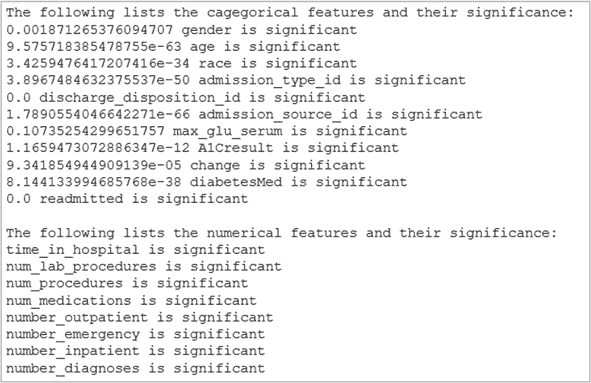 The following lists the cagegorical features and their significance:
0.001871265376094707 gender is significant
9.575718385478755e-63 age is significant
3.4259476417207416e-34 race is significant
3.8967484632375537e-50 admission_type_id is significant
0.0 discharge_disposition_id is significant
1.7890554046642271e-66 admission_source_id is significant
0.10735254299651757 max_glu_serum is significant
1.1659473072886347e-12 A1Cresult is significant
9.341854944909139e-05 change is significant
8.144133994685768e-38 diabetesMed is significant
0.0 readmitted is significant
The following lists the numerical features and their significance:
time_in_hospital is significant
num_lab_procedures is significant
num_procedures is significant
num_medications is significant
number_outpatient is significant
number_emergency is significant
number_inpatient is significant
number_diagnoses is significant